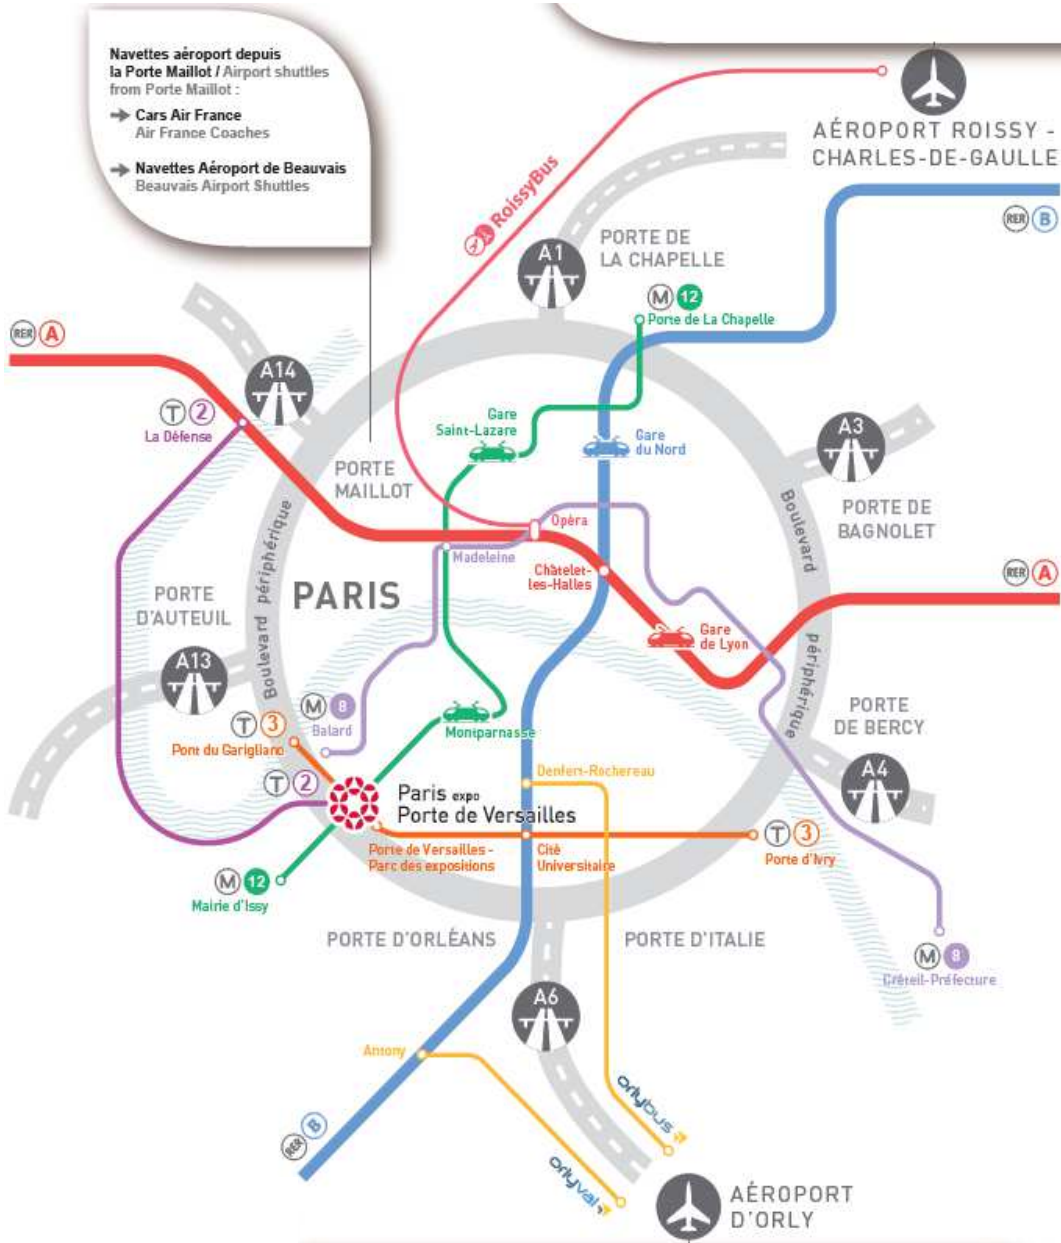 Navettes aéroport depuis
la Porte Maillot / Airport shuttles
from Porte Maillot :
Cars Air France
Air France Coaches
Navettes Aéroport de Beauvais
Beauvais Airport Shuttles
AÉROPORT ROISSY -
CHARLES-DE-GAULLE
RoissyBus
RER B
A1
PORTE DE
LA CHAPELLE
M 12
Porte de La Chapelle
RER A
A14
T 2
La Défense
Gare
Saint-Lazare
Gare
du Nord
A3
PORTE
MAILLOT
PORTE DE
BAGNOLET
Boulevard périphérique
Boulevard
périphérique
Opéra
Madeleine
Châtelet-
les-Halles
RER A
PARIS
PORTE
D'AUTEUIL
Gare
de Lyon
A13
M 8
Balard
T 3
Pont du Garigliano
Montparnasse
PORTE
DE BERCY
A4
T 2
Denfert-Rochereau
Paris expo
Porte de Versailles
Porte de Versailles -
Parc des expositions
Cité
Universitaire
T 3
Porte d'Ivry
M 12
Mairie d'Issy
PORTE D'ORLÉANS
PORTE D'ITALIE
M 8
Créteil-Préfecture
A6
Antony
orlybus
RER B
orlyval
AÉROPORT
D'ORLY